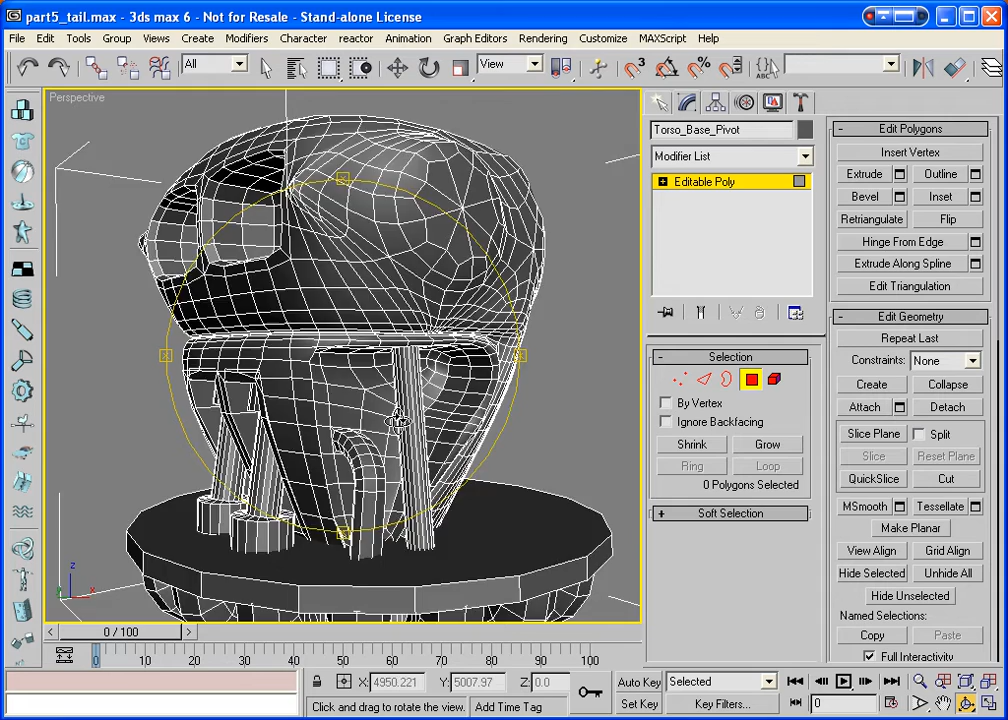 part5_tail.max - 3ds max 6 - Not for Resale - Stand-alone License
File Edit Tools Group Views Create Modifiers Character reactor Animation Graph Editors Rendering Customize MAXScript Help
All
View
3
Perspective
Torso_Base_Pivot
Modifier List
Editable Poly
Selection
By Vertex
Ignore Backfacing
Shrink Grow
Ring Loop
0 Polygons Selected
Soft Selection
Edit Polygons
Insert Vertex
Extrude Outline
Bevel Inset
Retriangulate Flip
Hinge From Edge
Extrude Along Spline
Edit Triangulation
Edit Geometry
Repeat Last
Constraints: None
Create Collapse
Attach Detach
Slice Plane Split
Slice Reset Plane
QuickSlice Cut
MSmooth Tessellate
Make Planar
View Align Grid Align
Hide Selected Unhide All
Hide Unselected
Named Selections:
Copy Paste
Full Interactivity
z
x
0 / 100
0 10 20 30 40 50 60 70 80 90 100
X: 4950.221 Y: 5007.97 Z: 0.0
Auto Key Selected
Set Key Key Filters... 0
Click and drag to rotate the view. Add Time Tag